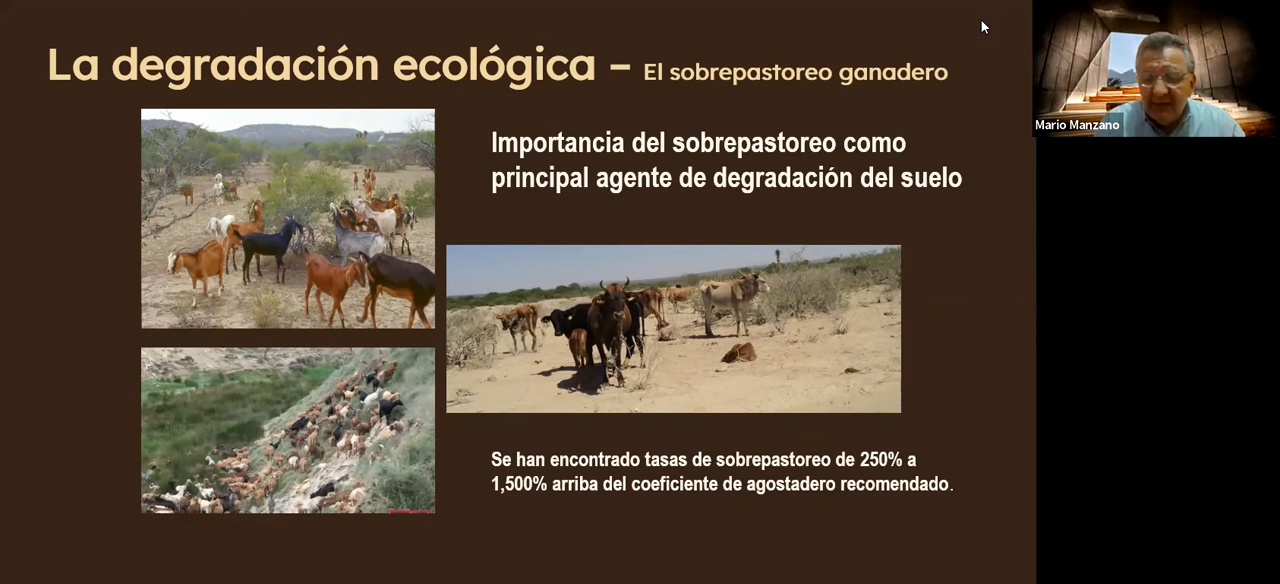 La degradación ecológica – El sobrepastoreo ganadero
Mario Manzano
Importancia del sobrepastoreo como
principal agente de degradación del suelo
Se han encontrado tasas de sobrepastoreo de 250% a
1,500% arriba del coeficiente de agostadero recomendado.